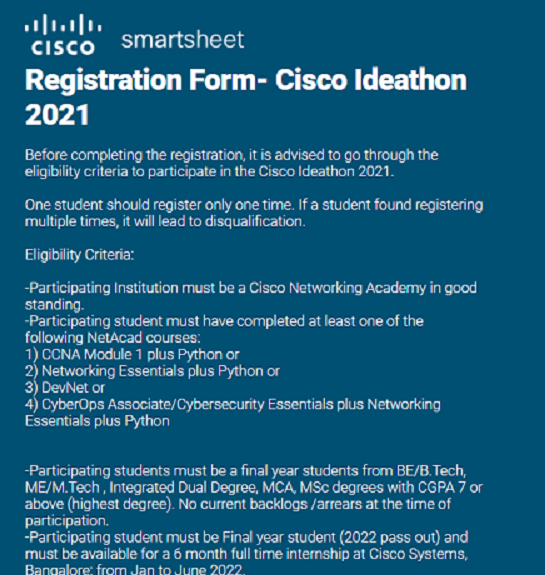 CISCO smartsheet
Registration Form- Cisco Ideathon
2021
Before completing the registration, it is advised to go through the
eligibility criteria to participate in the Cisco Ideathon 2021.
One student should register only one time. If a student found registering
multiple times, it will lead to disqualification.
Eligibility Criteria:
-Participating Institution must be a Cisco Networking Academy in good
standing.
-Participating student must have completed at least one of the
following NetAcad courses:
1) CCNA Module 1 plus Python or
2) Networking Essentials plus Python or
3) DevNet or
4) CyberOps Associate/Cybersecurity Essentials plus Networking
Essentials plus Python
-Participating students must be a final year students from BE/B.Tech,
ME/M.Tech , Integrated Dual Degree, MCA, MSc degrees with CGPA 7 or
above (highest degree). No current backlogs /arrears at the time of
participation.
-Participating student must be Final year student (2022 pass out) and
must be available for a 6 month full time internship at Cisco Systems,
Bangalore; from Jan to June 2022.